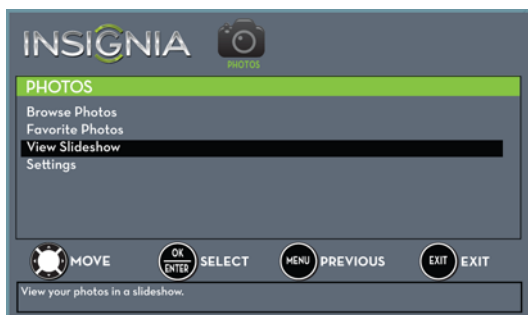 INSIGNIA
PHOTOS
PHOTOS
Browse Photos
Favorite Photos
View Slideshow
Settings
MOVE OK ENTER SELECT MENU PREVIOUS EXIT EXIT
View your photos in a slideshow.